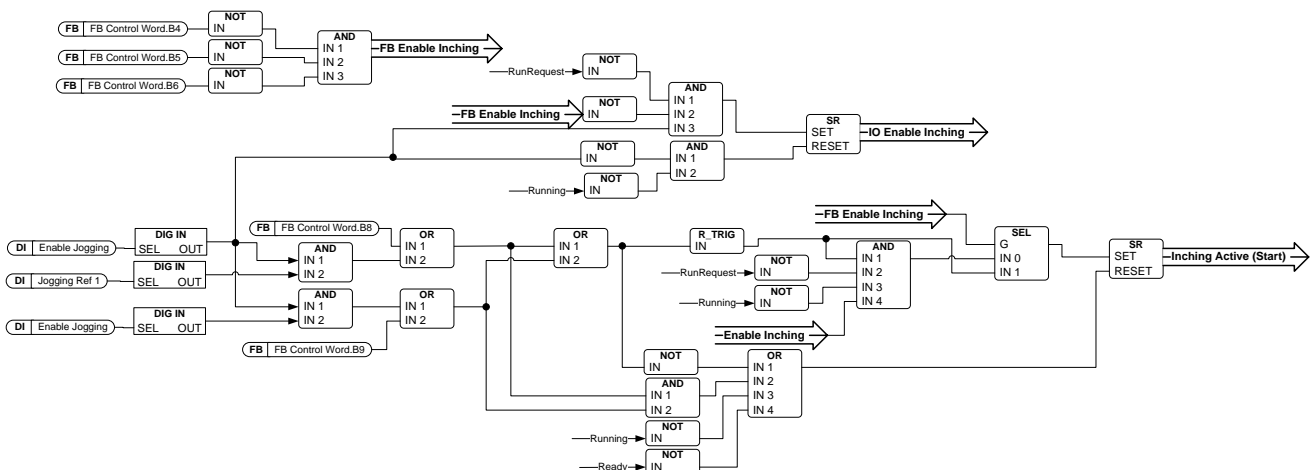 NOT
FB FB Control Word.B4
IN
NOT
AND
IN 1
FB Enable Inching
FB FB Control Word.B5
IN
IN 2
NOT
IN 3
FB FB Control Word.B6
IN
NOT
RunRequest
IN
AND
IN 1
NOT
FB Enable Inching
IN
IN 2
IN 3
SR
SET
IO Enable Inching
RESET
NOT
IN
AND
IN 1
IN 2
NOT
Running
IN
FB Enable Inching
DIG IN
DI Enable Jogging
SEL OUT
FB FB Control Word.B8
OR
IN 1
IN 2
AND
IN 1
IN 2
OR
IN 1
IN 2
R_TRIG
IN
SEL
G
IN 0
IN 1
SR
SET
RESET
Inching Active (Start)
DIG IN
DI Jogging Ref 1
SEL OUT
AND
IN 1
IN 2
IN 3
IN 4
NOT
RunRequest
IN
NOT
Running
IN
AND
IN 1
IN 2
OR
IN 1
IN 2
DIG IN
DI Enable Jogging
SEL OUT
Enable Inching
FB FB Control Word.B9
NOT
IN
OR
IN 1
IN 2
IN 3
IN 4
AND
IN 1
IN 2
NOT
Running
IN
NOT
Ready
IN